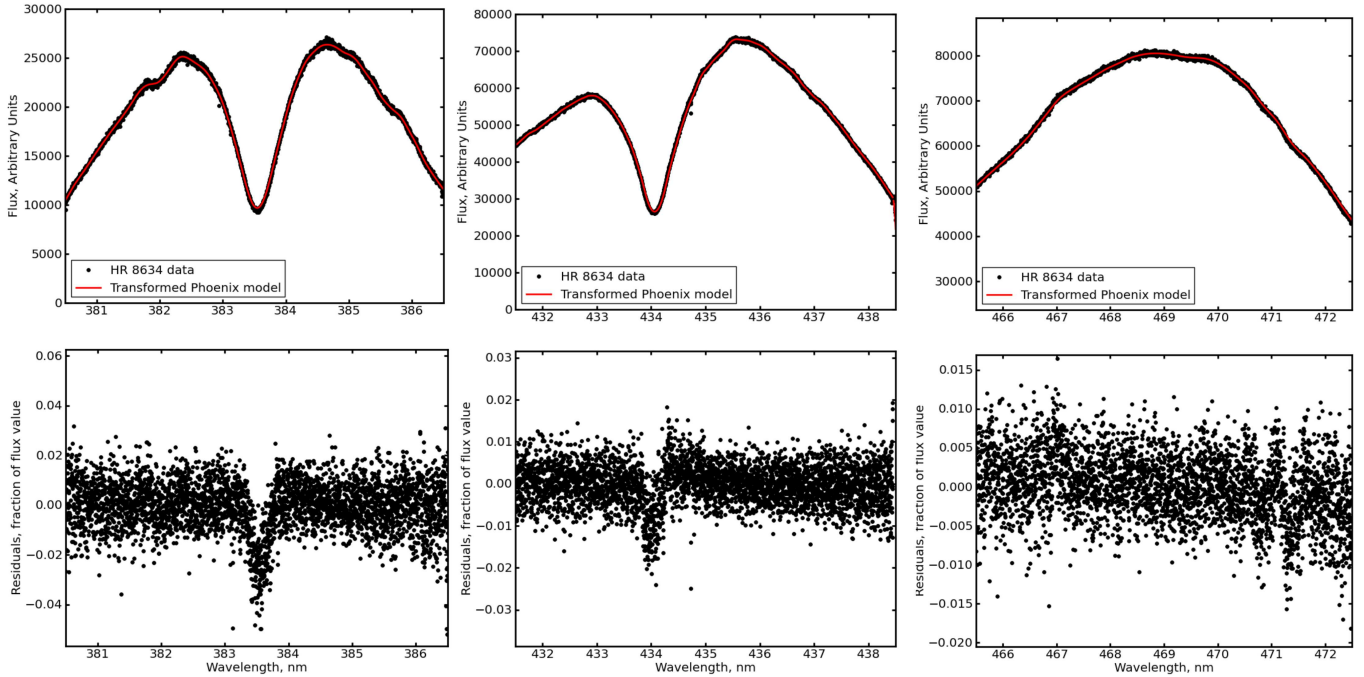 30000
25000
20000
15000
10000
5000
0
Flux, Arbitrary Units
HR 8634 data
Transformed Phoenix model
381 382 383 384 385 386
80000
70000
60000
50000
40000
30000
20000
10000
0
Flux, Arbitrary Units
HR 8634 data
Transformed Phoenix model
432 433 434 435 436 437 438
80000
70000
60000
50000
80000
70000
60000
Flux, Arbitrary Units
HR 8634 data
Transformed Phoenix model
466 467 468 469 470 471 472
0.06
0.04
0.02
0.00
−0.02
−0.04
Residuals, fraction of flux value
381 382 383 384 385 386
Wavelength, nm
0.03
0.02
0.01
0.00
−0.01
−0.02
−0.03
Residuals, fraction of flux value
432 433 434 435 436 437 438
Wavelength, nm
0.015
0.010
0.005
0.000
−0.005
−0.010
−0.015
−0.020
Residuals, fraction of flux value
466 467 468 469 470 471 472
Wavelength, nm